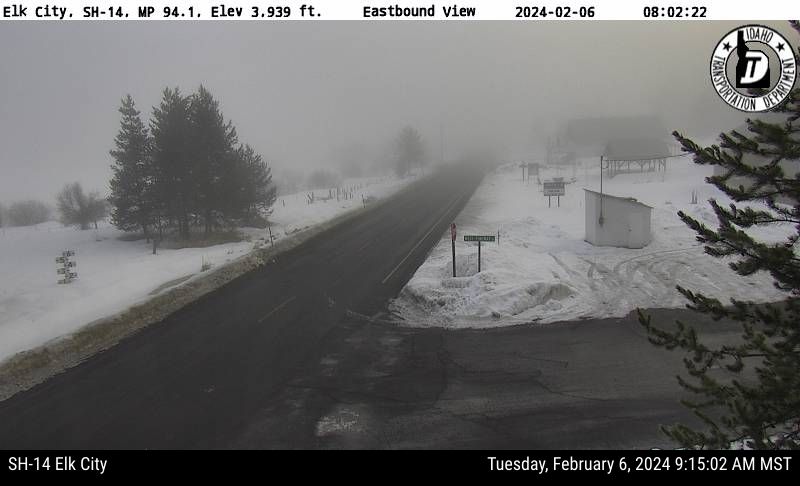 Elk City, SH-14, MP 94.1, Elev 3,939 ft. Eastbound View 2024-02-06 08:02:22
IDAHO
TRANSPORTATION DEPARTMENT
SH-14 Elk City Tuesday, February 6, 2024 9:15:02 AM MST